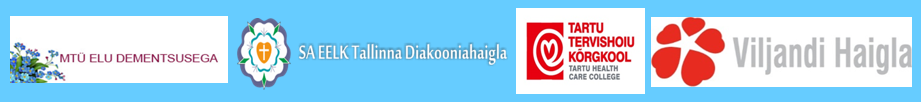 MTÜ ELU DEMENTSUSEGA
SA EELK Tallinna Diakooniahaigla
TARTU
TERVISHOIU
KÕRGKOOL
TARTU HEALTH
CARE COLLEGE
Viljandi Haigla